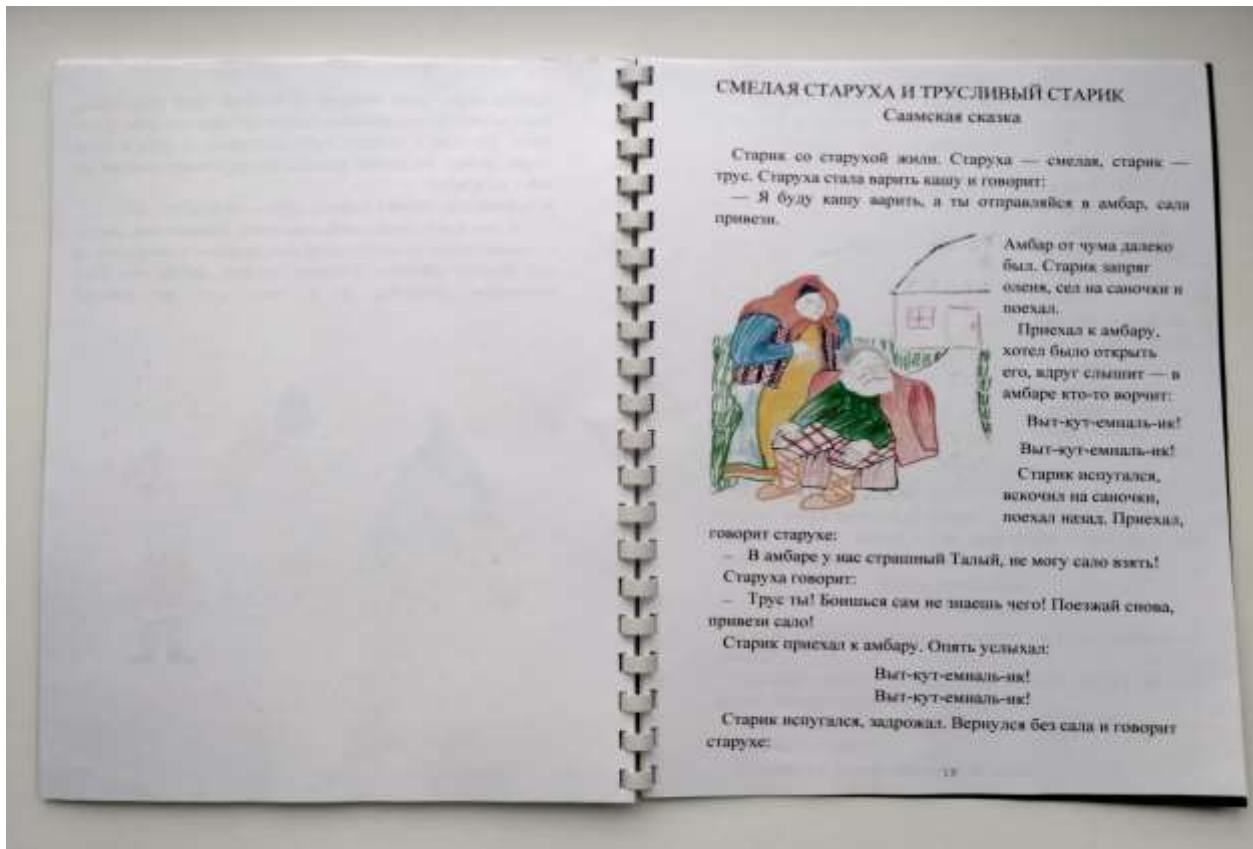 СМЕЛАЯ СТАРУХА И ТРУСЛИВЫЙ СТАРИК
Саамская сказка
Старик со старухой жили. Старуха — смелая, старик —
трус. Старуха стала варить кашу и говорит:
— Я буду кашу варить, а ты отправляйся в амбар, сала
привези.
Амбар от чума далеко
был. Старик запряг
оленя, сел на саночки и
поехал.
Приехал к амбару,
хотел было открыть
его, вдруг слышит — в
амбаре кто-то ворчит:
Выт-кут-емпаль-ик!
Выт-кут-емпаль-ик!
Старик испугался,
вскочил на саночки,
поехал назад. Приехал,
говорит старухе:
– В амбаре у нас страшный Талый, не могу сало взять!
Старуха говорит:
– Трус ты! Боишься сам не знаешь чего! Поезжай снова,
привези сало!
Старик приехал к амбару. Опять услыхал:
Выт-кут-емпаль-ик!
Выт-кут-емпаль-ик!
Старик испугался, задрожал. Вернулся без сала и говорит
старухе: